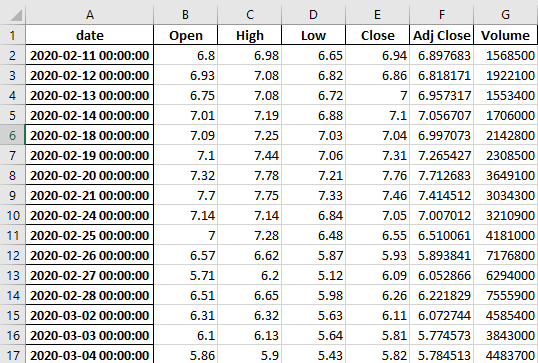 A B C D E F G
1 date Open High Low Close Adj Close Volume
2 2020-02-11 00:00:00 6.8 6.98 6.65 6.94 6.897683 1568500
3 2020-02-12 00:00:00 6.93 7.08 6.82 6.86 6.818171 1922100
4 2020-02-13 00:00:00 6.75 7.08 6.72 7 6.957313 1553400
5 2020-02-14 00:00:00 7.01 7.19 6.88 7.1 7.056707 1706000
6 2020-02-18 00:00:00 7.09 7.25 7.03 7.04 6.997073 2142800
7 2020-02-19 00:00:00 7.1 7.44 7.06 7.31 7.265427 2308500
8 2020-02-20 00:00:00 7.32 7.78 7.21 7.76 7.712683 3649100
9 2020-02-21 00:00:00 7.7 7.75 7.33 7.46 7.414512 3034300
10 2020-02-24 00:00:00 7.14 7.14 6.84 7.05 7.007012 3210900
11 2020-02-25 00:00:00 7 7.28 6.48 6.55 6.510061 4181000
12 2020-02-26 00:00:00 6.57 6.62 5.87 5.93 5.893841 7176800
13 2020-02-27 00:00:00 5.71 6.2 5.12 6.09 6.052866 6294000
14 2020-02-28 00:00:00 6.51 6.65 5.98 6.26 6.221829 7555900
15 2020-03-02 00:00:00 6.31 6.32 5.63 6.11 6.072744 4585400
16 2020-03-03 00:00:00 6.1 6.13 5.64 5.81 5.774573 3843000
17 2020-03-04 00:00:00 5.86 5.9 5.43 5.82 5.784513 4483700